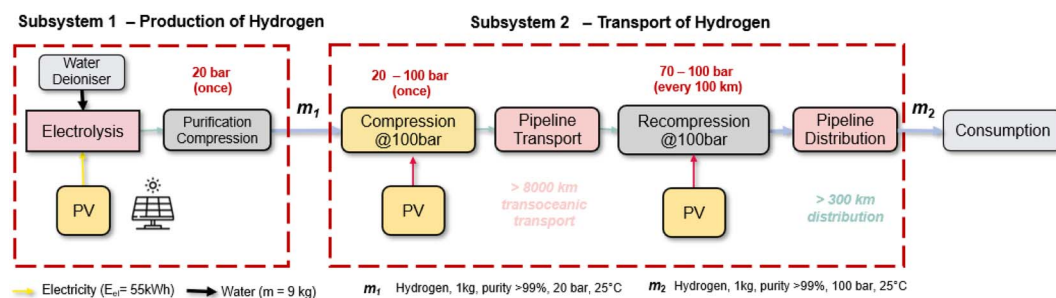 Subsystem 1 – Production of Hydrogen
Subsystem 2 – Transport of Hydrogen
Water
Deioniser
20 bar
(once)
20 – 100 bar
(once)
70 – 100 bar
(every 100 km)
m1
m2
Electrolysis
Purification
Compression
Compression
@100bar
Pipeline
Transport
Recompression
@100bar
Pipeline
Distribution
Consumption
PV
PV
PV
> 8000 km
transoceanic
transport
> 300 km
distribution
Electricity (Eel= 55kWh)
Water (m = 9 kg)
m1 Hydrogen, 1kg, purity >99%, 20 bar, 25°C
m2 Hydrogen, 1kg, purity >99%, 100 bar, 25°C